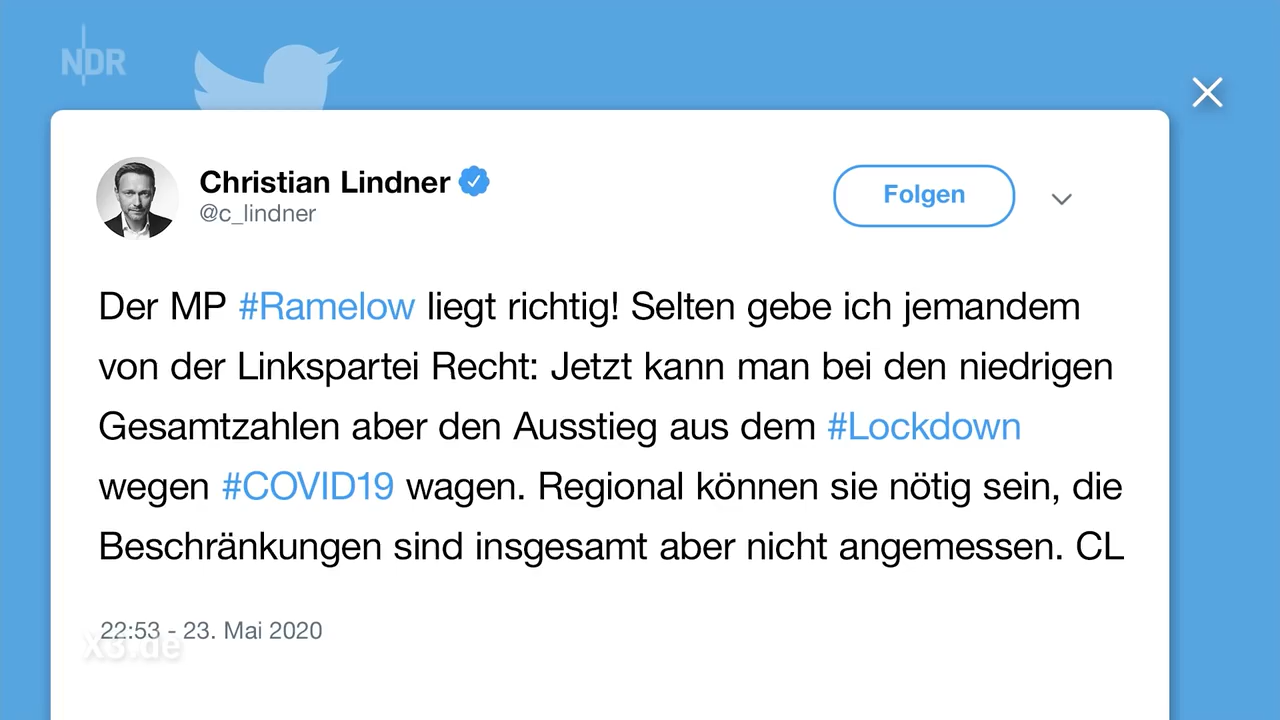 NDR
Christian Lindner
@c_lindner
Folgen
Der MP #Ramelow liegt richtig! Selten gebe ich jemandem
von der Linkspartei Recht: Jetzt kann man bei den niedrigen
Gesamtzahlen aber den Ausstieg aus dem #Lockdown
wegen #COVID19 wagen. Regional können sie nötig sein, die
Beschränkungen sind insgesamt aber nicht angemessen. CL
22:53 - 23. Mai 2020
X3.de